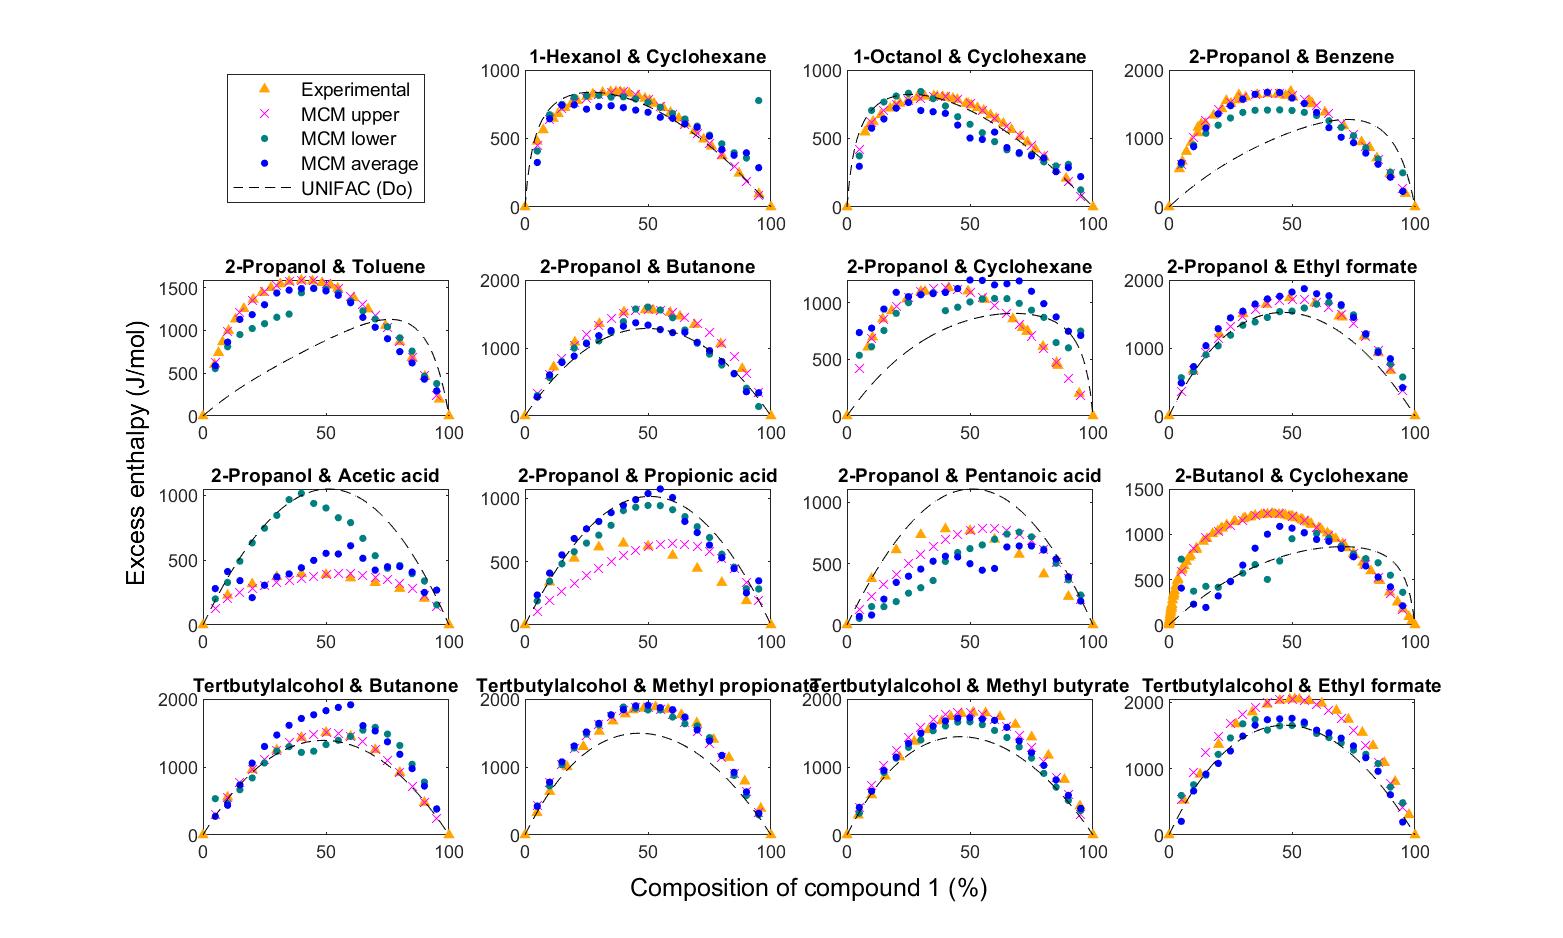 Experimental
MCM upper
MCM lower
MCM average
UNIFAC (Do)
1-Hexanol & Cyclohexane
1000
500
0
0 50 100
1-Octanol & Cyclohexane
1000
500
0
0 50 100
2-Propanol & Benzene
2000
1000
0
0 50 100
2-Propanol & Toluene
1500
1000
500
0
0 50 100
2-Propanol & Butanone
2000
1000
0
0 50 100
2-Propanol & Cyclohexane
1000
500
0
0 50 100
2-Propanol & Ethyl formate
2000
1000
0
0 50 100
Excess enthalpy (J/mol)
2-Propanol & Acetic acid
1000
500
0
0 50 100
2-Propanol & Propionic acid
1000
500
0
0 50 100
2-Propanol & Pentanoic acid
1000
500
0
0 50 100
2-Butanol & Cyclohexane
1500
1000
500
0
0 50 100
Tertbutylalcohol & Butanone
2000
1000
0
0 50 100
Tertbutylalcohol & Methyl propionate
2000
1000
0
0 50 100
Tertbutylalcohol & Methyl butyrate
2000
1000
0
0 50 100
Tertbutylalcohol & Ethyl formate
2000
1000
0
0 50 100
Composition of compound 1 (%)